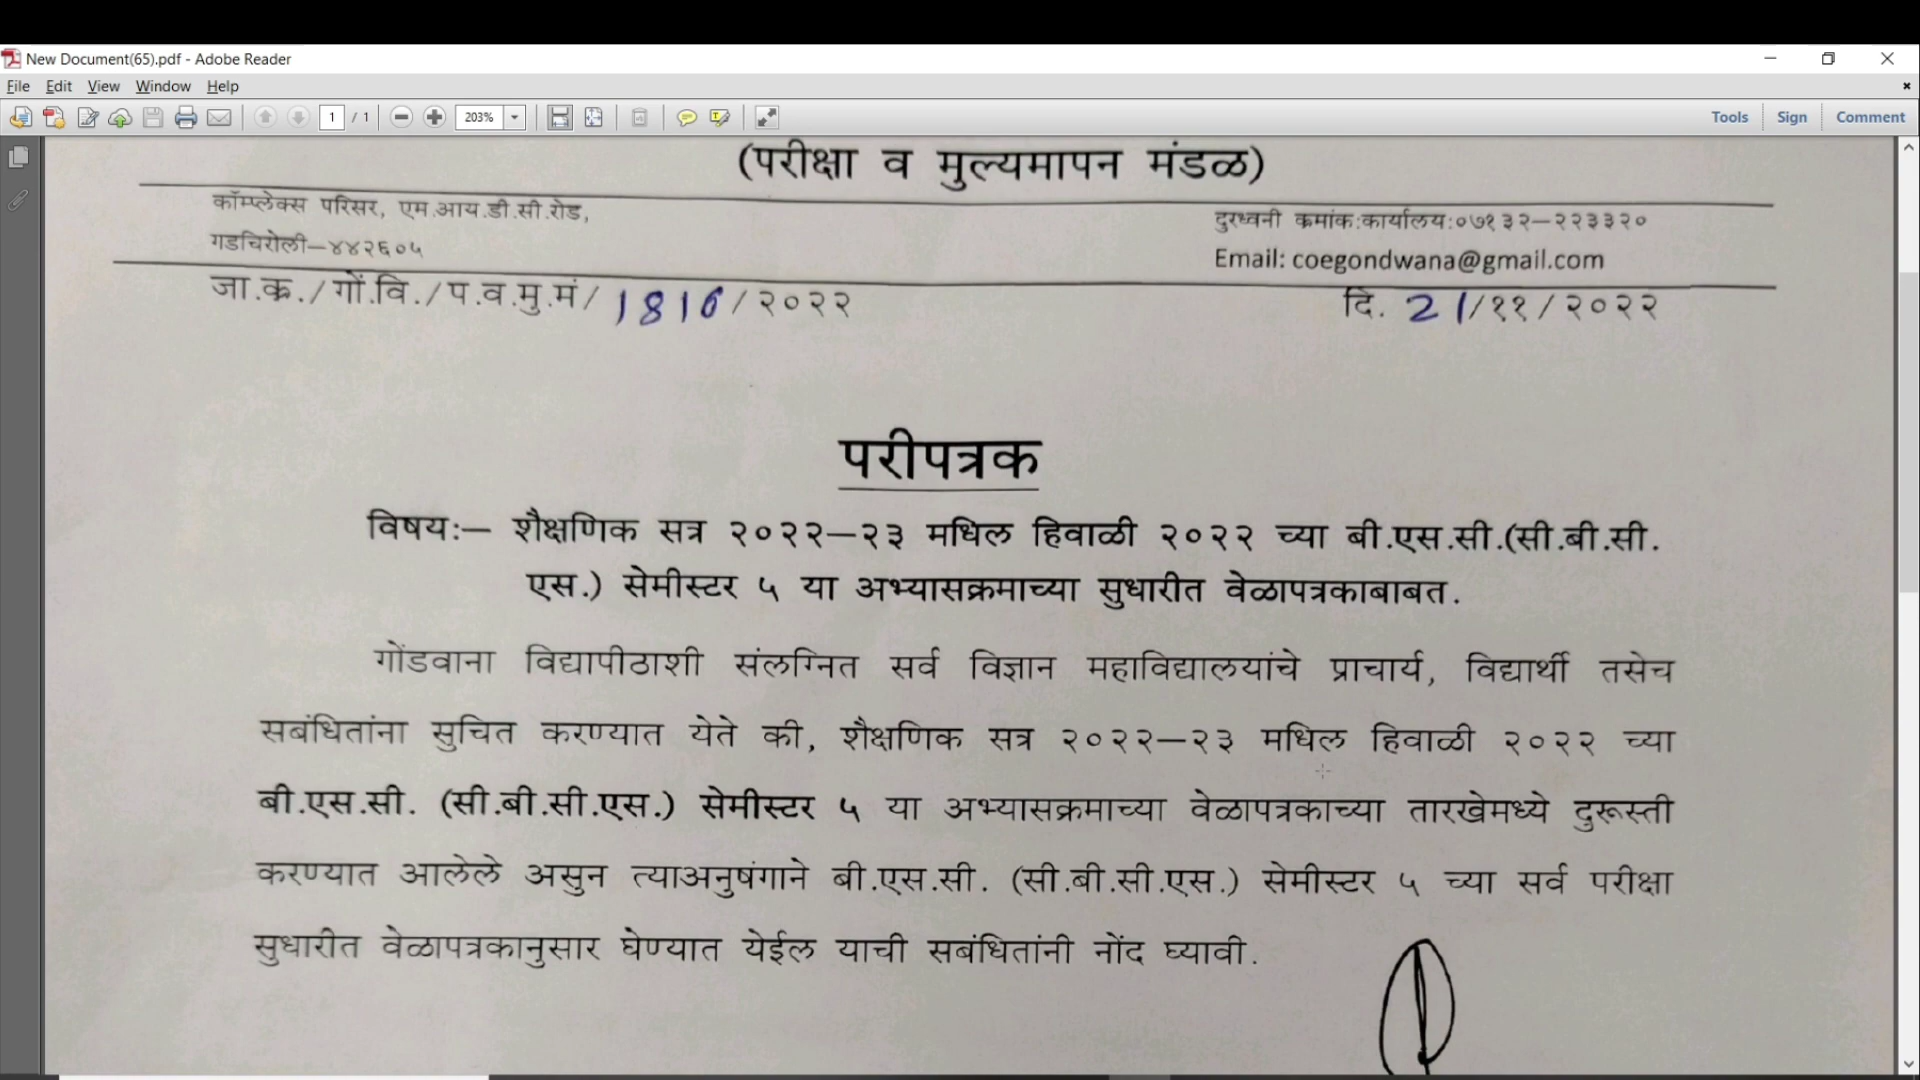 New Document(65).pdf - Adobe Reader
File Edit View Window Help
1 / 1 203% Tools Sign Comment
(परीक्षा व मुल्यमापन मंडळ)
कॉम्प्लेक्स परिसर, एम.आय.डी.सी.रोड,
दुरध्वनी क्रमांक:कार्यालय:०७१३२–२२३३२०
गडचिरोली–४४२६०५
Email: coegondwana@gmail.com
जा.क्र./गों.वि./प.व.मु.मं/ 1816 /२०२२ दि. 21/११/२०२२
परीपत्रक
विषय:– शैक्षणिक सत्र २०२२–२३ मधिल हिवाळी २०२२ च्या बी.एस.सी.(सी.बी.सी.
एस.) सेमीस्टर ५ या अभ्यासक्रमाच्या सुधारीत वेळापत्रकाबाबत.
गोंडवाना विद्यापीठाशी संलग्नित सर्व विज्ञान महाविद्यालयांचे प्राचार्य, विद्यार्थी तसेच
सबंधितांना सुचित करण्यात येते की, शैक्षणिक सत्र २०२२–२३ मधिल हिवाळी २०२२ च्या
बी.एस.सी. (सी.बी.सी.एस.) सेमीस्टर ५ या अभ्यासक्रमाच्या वेळापत्रकाच्या तारखेमध्ये दुरूस्ती
करण्यात आलेले असुन त्याअनुषंगाने बी.एस.सी. (सी.बी.सी.एस.) सेमीस्टर ५ च्या सर्व परीक्षा
सुधारीत वेळापत्रकानुसार घेण्यात येईल याची सबंधितांनी नोंद घ्यावी.